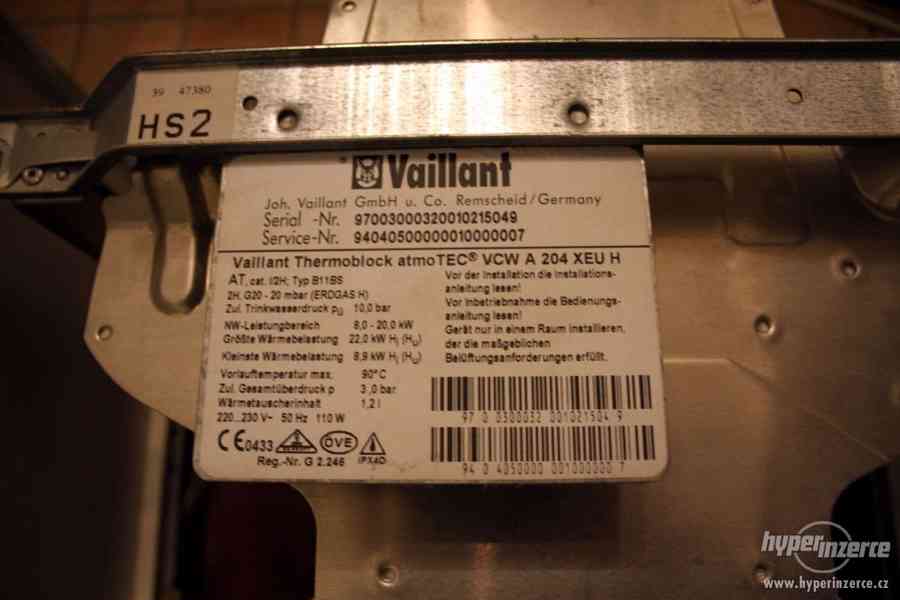 39 47380
HS2
Vaillant
Joh. Vaillant GmbH u. Co. Remscheid/Germany
Serial -Nr. 97003000320010215049
Service-Nr. 94040500000010000007
Vaillant Thermoblock atmoTEC® VCW A 204 XEU H
AT, cat. I2H; Typ B11BS
2H, G20 - 20 mbar (ERDGAS H)
Zul. Trinkwasserdruck pü 10,0 bar
NW-Leistungbereich 8,0 - 20,0 kW
Größte Wärmebelastung 22,0 kW Hi (Hu)
Kleinste Wärmebelastung 8,9 kW Hi (Hu)
Vorlauftemperatur max. 90°C
Zul. Gesamtüberdruck p 3,0 bar
Wärmetauscherinhalt 1,2 l
220...230 V~ 50 Hz 110 W
CE0433 ÖVE IPX4D
Reg.-Nr. G 2.246
Vor der Installation die Installations-
anleitung lesen!
Vor Inbetriebnahme die Bedienungs-
anleitung lesen!
Gerät nur in einem Raum installieren,
der die maßgeblichen
Belüftungsanforderungen erfüllt.
97 0 0300032 001021504 9
94 0 4050000 001000000 7
hyperinzerce
www.hyperinzerce.cz